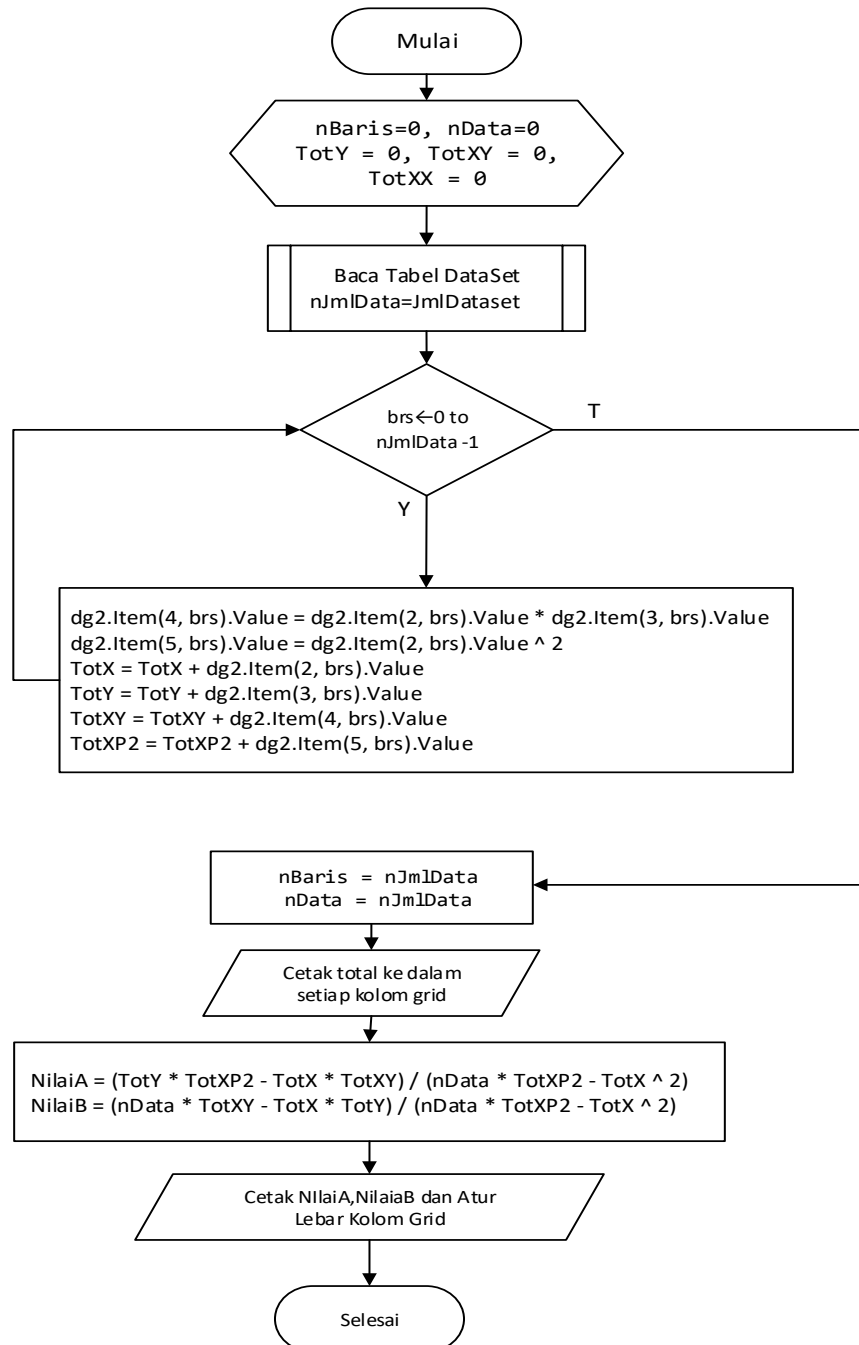 Mulai
nBaris=0, nData=0
TotY = 0, TotXY = 0,
TotXX = 0
Baca Tabel DataSet
nJmlData=JmlDataset
brs←0 to
nJmlData -1
T
Y
dg2.Item(4, brs).Value = dg2.Item(2, brs).Value * dg2.Item(3, brs).Value
dg2.Item(5, brs).Value = dg2.Item(2, brs).Value ^ 2
TotX = TotX + dg2.Item(2, brs).Value
TotY = TotY + dg2.Item(3, brs).Value
TotXY = TotXY + dg2.Item(4, brs).Value
TotXP2 = TotXP2 + dg2.Item(5, brs).Value
nBaris = nJmlData
nData = nJmlData
Cetak total ke dalam
setiap kolom grid
NilaiA = (TotY * TotXP2 - TotX * TotXY) / (nData * TotXP2 - TotX ^ 2)
NilaiB = (nData * TotXY - TotX * TotY) / (nData * TotXP2 - TotX ^ 2)
Cetak NIlaiA,NilaiaB dan Atur
Lebar Kolom Grid
Selesai